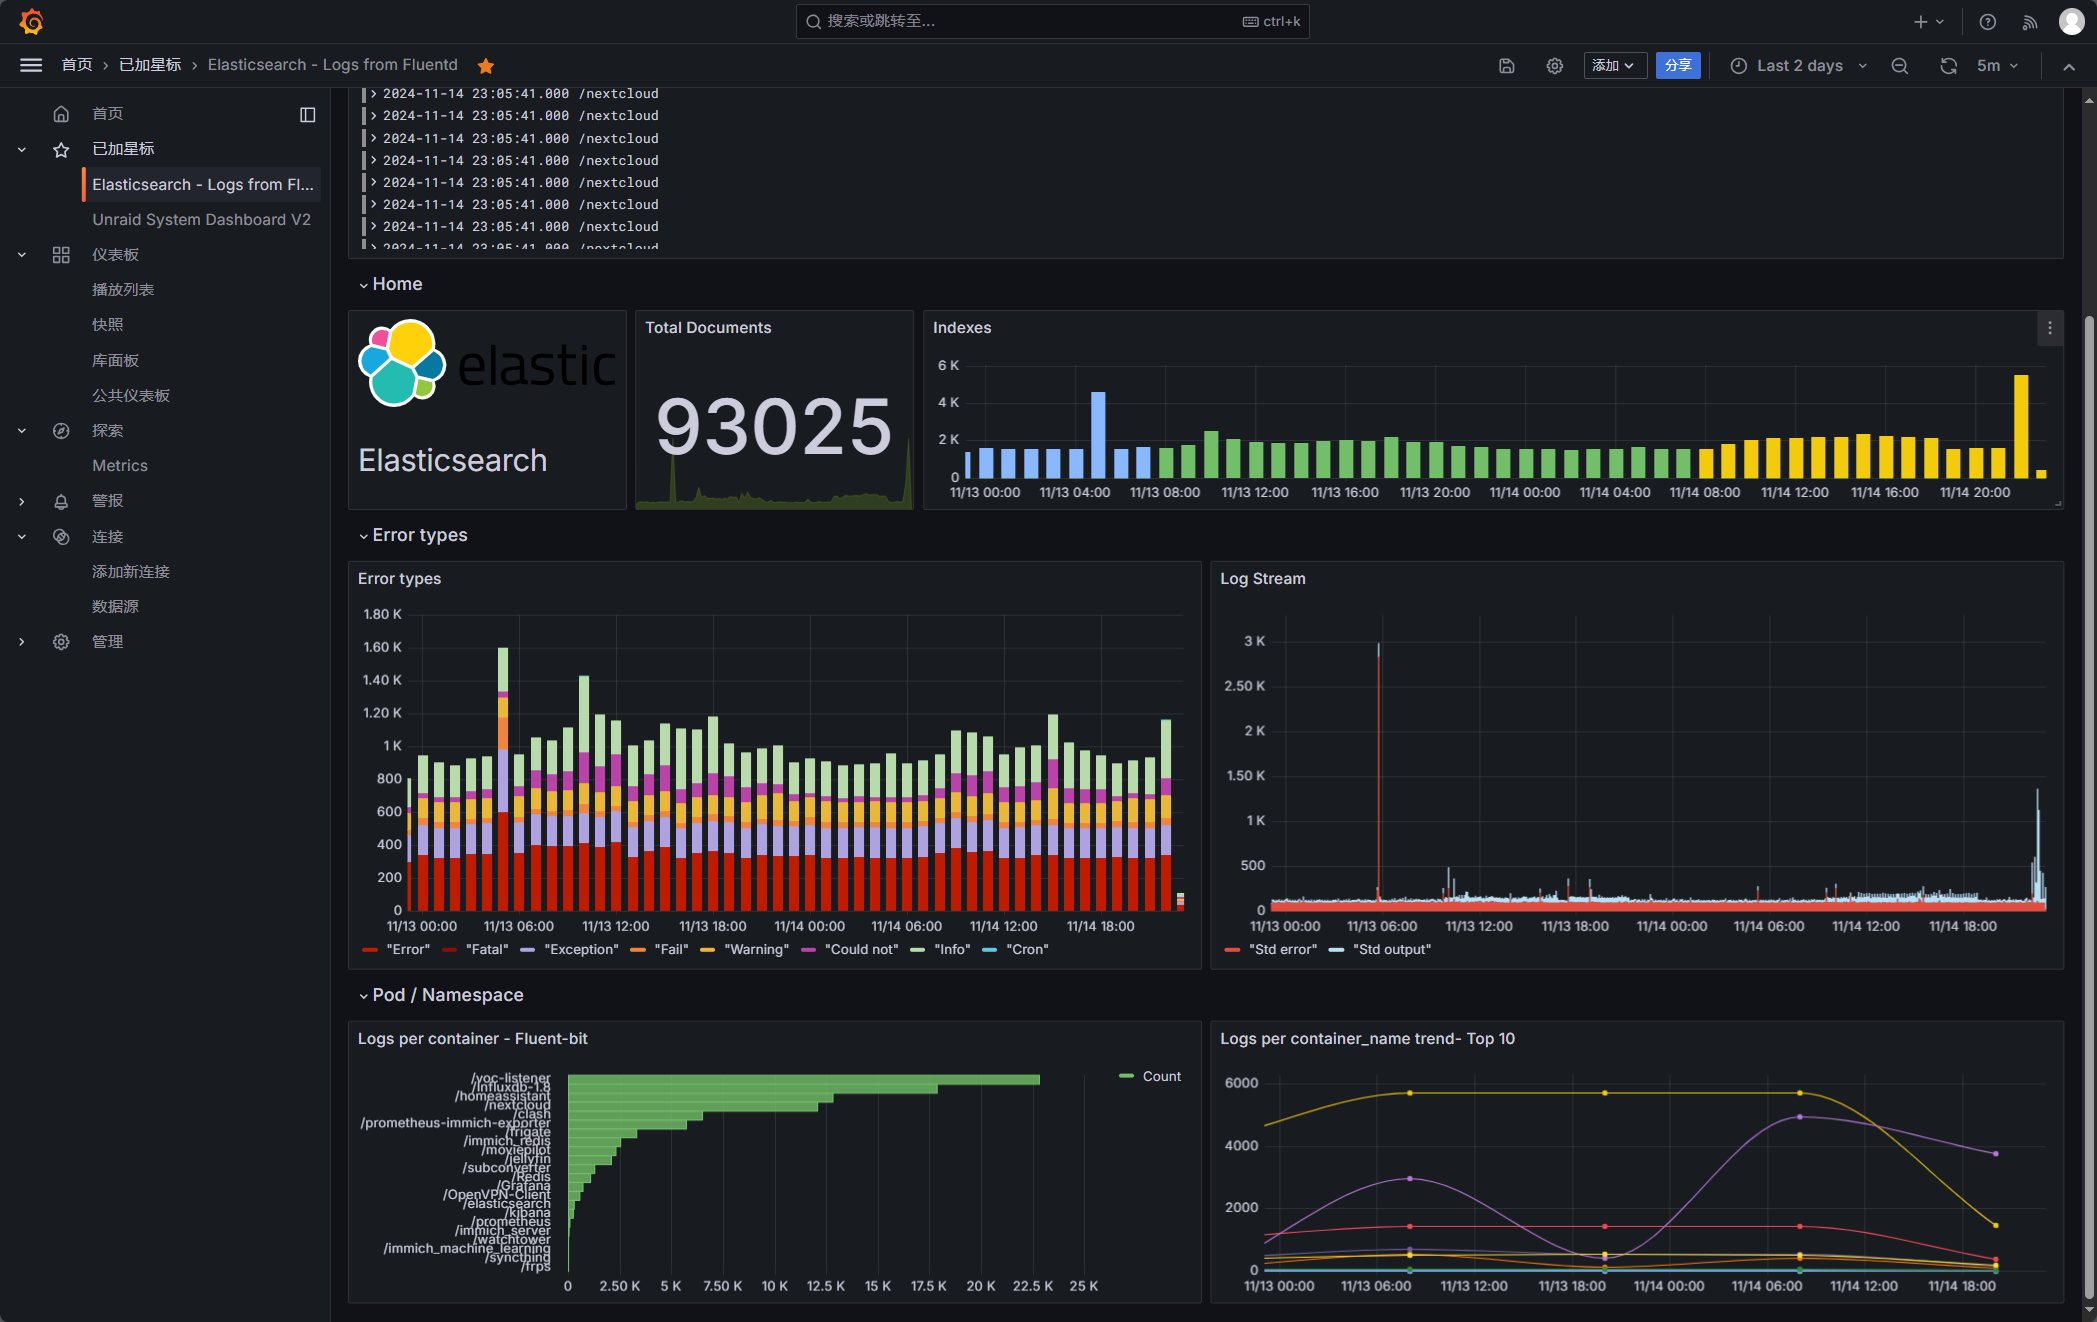 搜索或跳转至...
ctrl+k
首页 › 已加星标 › Elasticsearch - Logs from Fluentd
添加
分享
Last 2 days
5m
首页
已加星标
Elasticsearch - Logs from Fl...
Unraid System Dashboard V2
仪表板
播放列表
快照
库面板
公共仪表板
探索
Metrics
警报
连接
添加新连接
数据源
管理
2024-11-14 23:05:41.000 /nextcloud
2024-11-14 23:05:41.000 /nextcloud
2024-11-14 23:05:41.000 /nextcloud
2024-11-14 23:05:41.000 /nextcloud
2024-11-14 23:05:41.000 /nextcloud
2024-11-14 23:05:41.000 /nextcloud
2024-11-14 23:05:41.000 /nextcloud
2024-11-14 23:05:41.000 /nextcloud
Home
elastic
Elasticsearch
Total Documents
93025
Indexes
6 K
4 K
2 K
0
11/13 00:00 11/13 04:00 11/13 08:00 11/13 12:00 11/13 16:00 11/13 20:00 11/14 00:00 11/14 04:00 11/14 08:00 11/14 12:00 11/14 16:00 11/14 20:00
Error types
Error types
1.80 K
1.60 K
1.40 K
1.20 K
1 K
800
600
400
200
0
11/13 00:00 11/13 06:00 11/13 12:00 11/13 18:00 11/14 00:00 11/14 06:00 11/14 12:00 11/14 18:00
"Error" "Fatal" "Exception" "Fail" "Warning" "Could not" "Info" "Cron"
Log Stream
3 K
2.50 K
2 K
1.50 K
1 K
500
0
11/13 00:00 11/13 06:00 11/13 12:00 11/13 18:00 11/14 00:00 11/14 06:00 11/14 12:00 11/14 18:00
"Std error" "Std output"
Pod / Namespace
Logs per container - Fluent-bit
/voc-listener
/Influxdb-1.8
/homeassistant
/nextcloud
/clash
/prometheus-immich-exporter
/frigate
/immich_redis
/moviepilot
/jellyfin
/subconverter
/Redis
/Grafana
/OpenVPN-Client
/elasticsearch
/kibana
/prometheus
/immich_server
/watchtower
/immich_machine_learning
/syncthing
/frps
0 2.50 K 5 K 7.50 K 10 K 12.5 K 15 K 17.5 K 20 K 22.5 K 25 K
Count
Logs per container_name trend- Top 10
6000
4000
2000
0
11/13 00:00 11/13 06:00 11/13 12:00 11/13 18:00 11/14 00:00 11/14 06:00 11/14 12:00 11/14 18:00